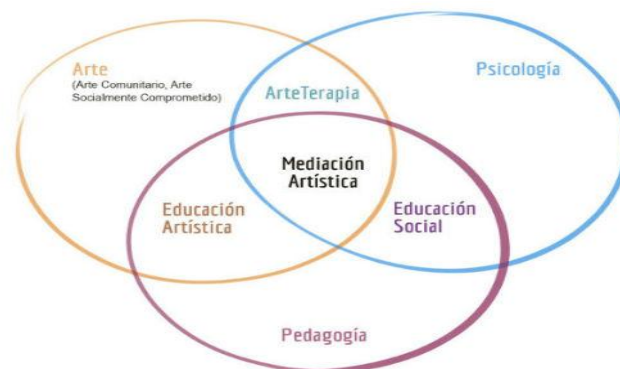 Arte
(Arte Comunitario, Arte
Socialmente Comprometido)
Psicología
ArteTerapia
Mediación
Artística
Educación
Artística
Educación
Social
Pedagogía